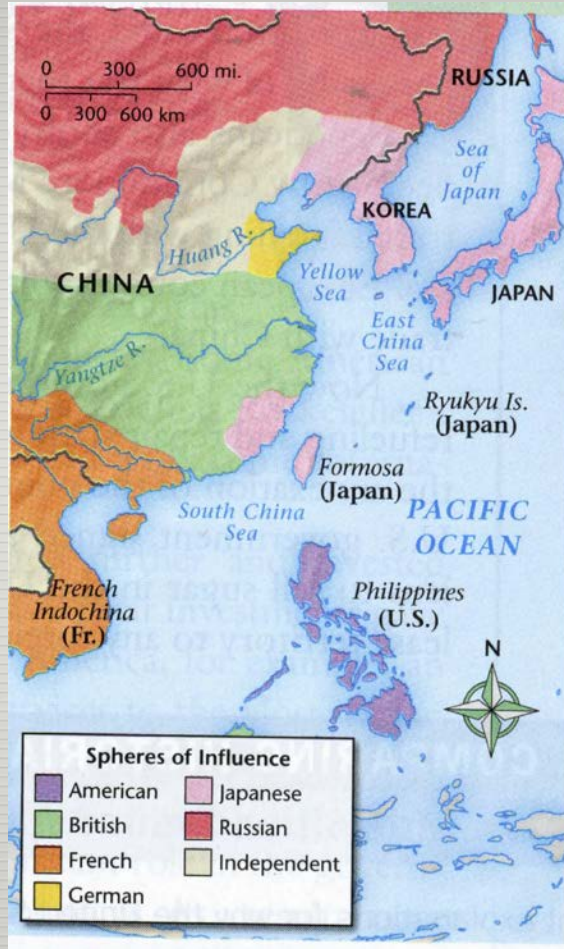 0 300 600 mi.
0 300 600 km
RUSSIA
Sea
of
Japan
KOREA
Huang R.
CHINA
Yellow
Sea
JAPAN
East
China
Sea
Yangtze R.
Ryukyu Is.
(Japan)
Formosa
(Japan)
South China
Sea
PACIFIC
OCEAN
French
Indochina
(Fr.)
Philippines
(U.S.)
N
Spheres of Influence
American
British
French
German
Japanese
Russian
Independent